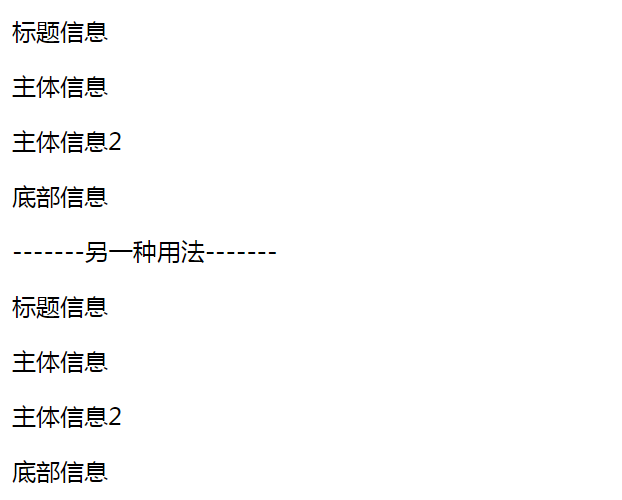 标题信息
主体信息
主体信息2
底部信息
-------另一种用法-------
标题信息
主体信息
主体信息2
底部信息